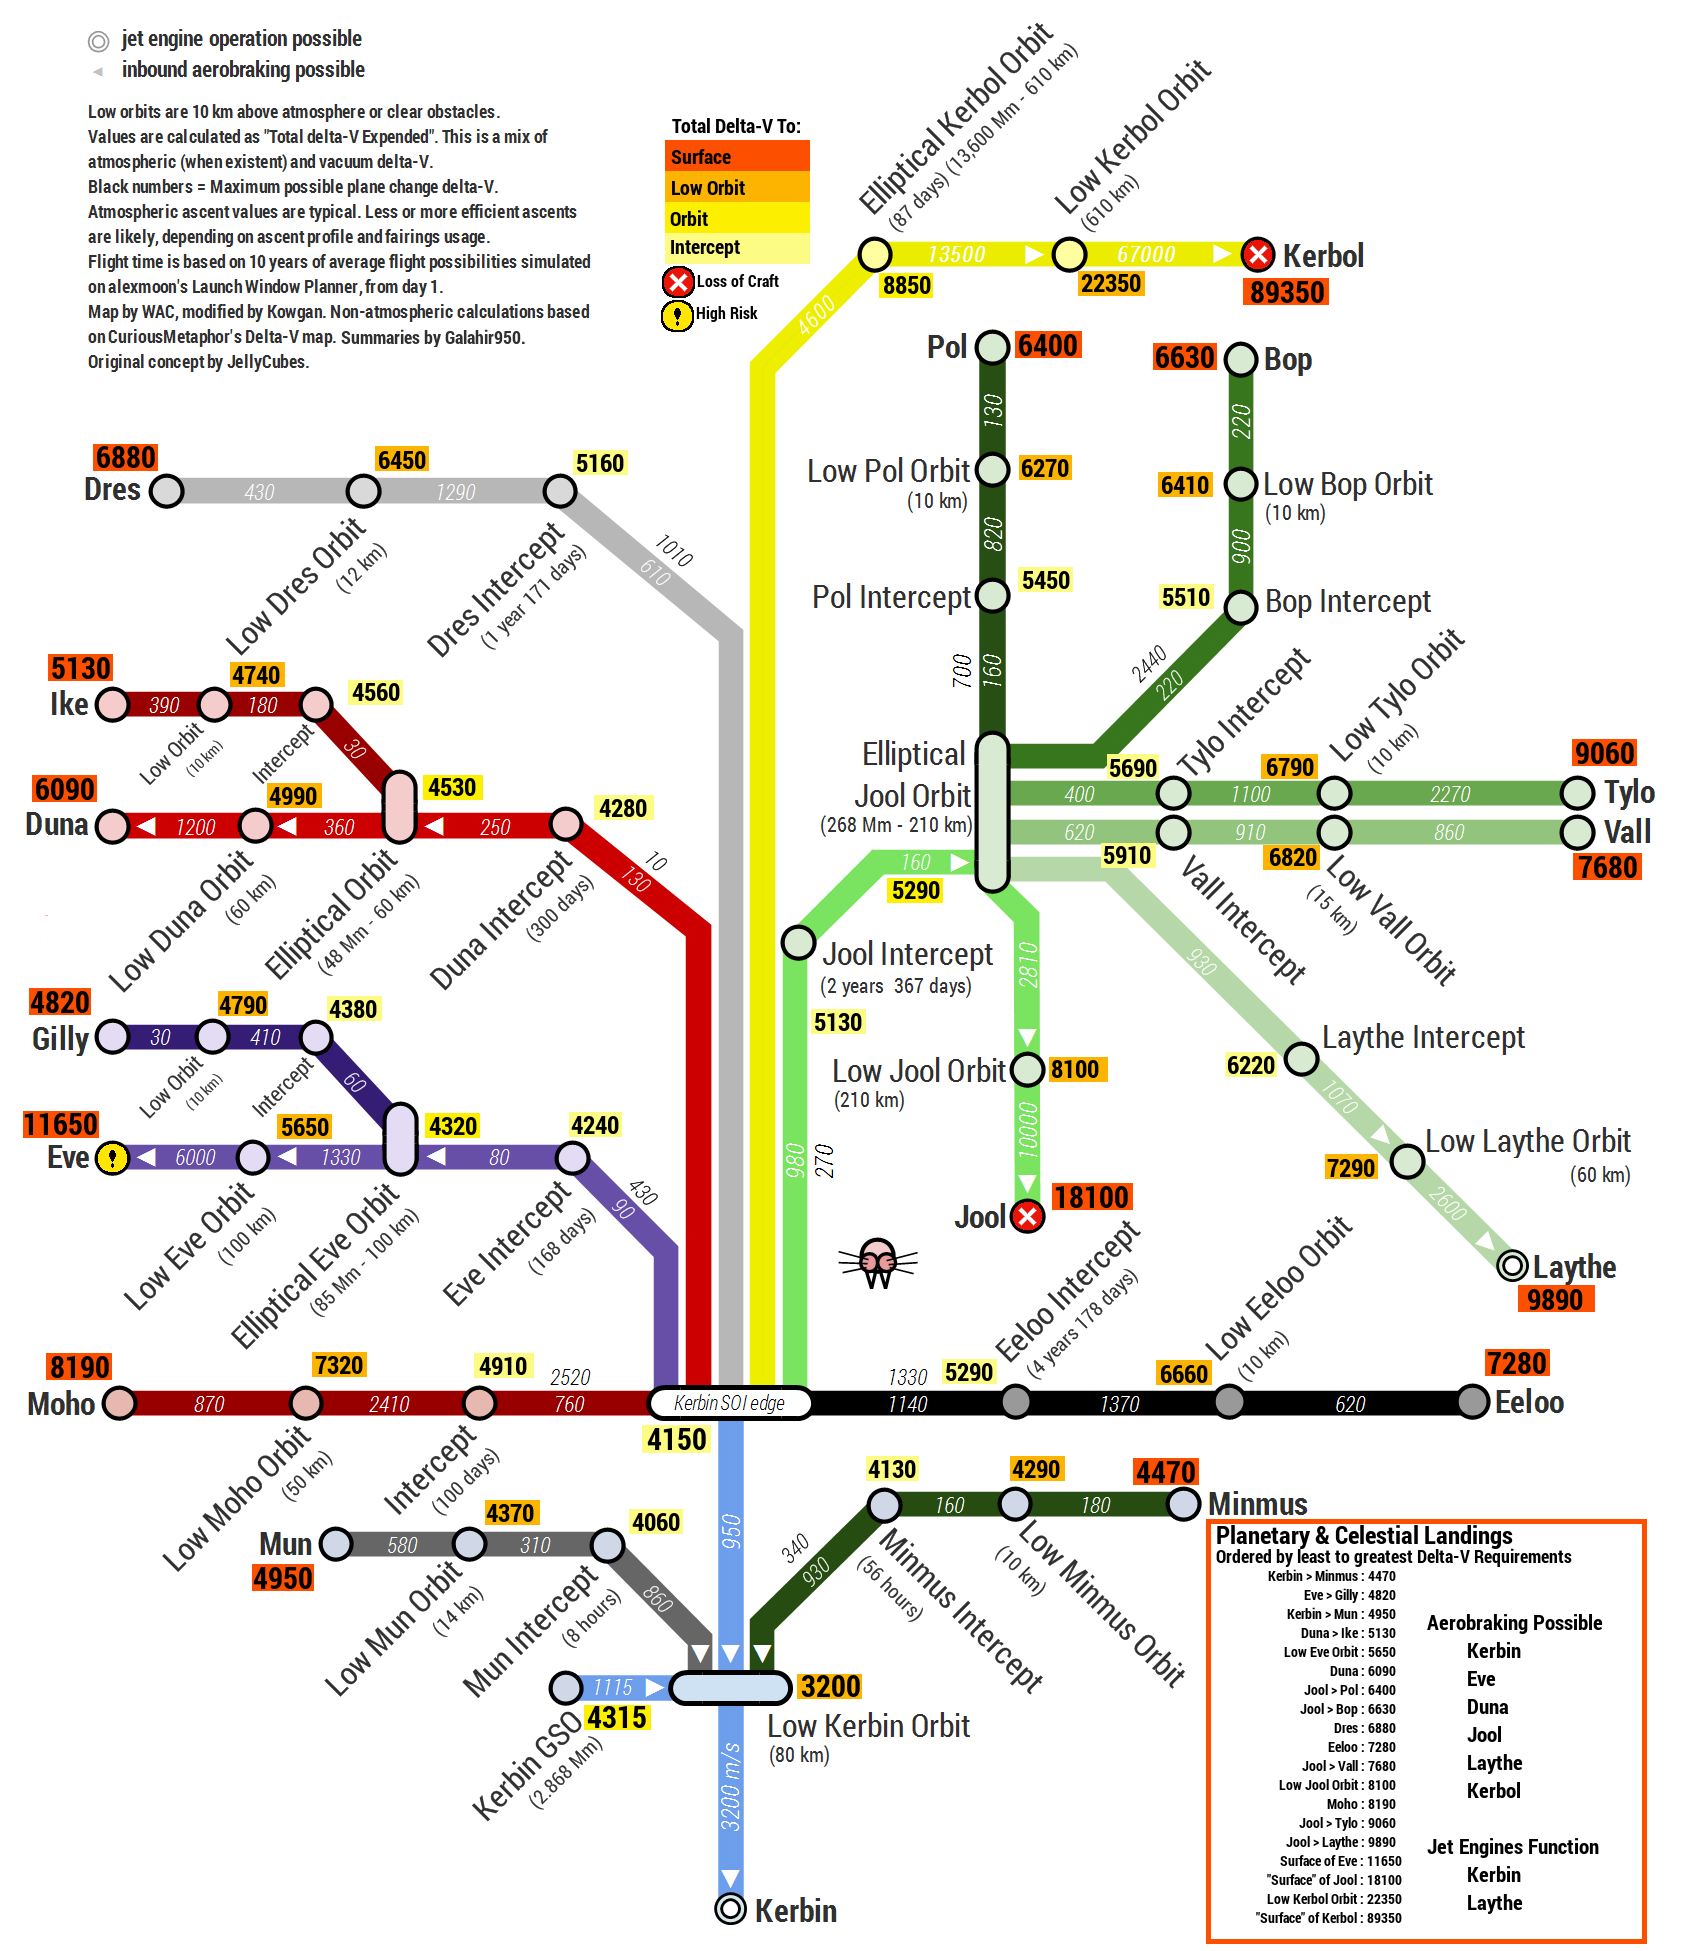 jet engine operation possible
inbound aerobraking possible
Low orbits are 10 km above atmosphere or clear obstacles.
Values are calculated as "Total delta-V Expended". This is a mix of
atmospheric (when existent) and vacuum delta-V.
Black numbers = Maximum possible plane change delta-V.
Atmospheric ascent values are typical. Less or more efficient ascents
are likely, depending on ascent profile and fairings usage.
Flight time is based on 10 years of average flight possibilities simulated
on alexmoon's Launch Window Planner, from day 1.
Map by WAC, modified by Kowgan. Non-atmospheric calculations based
on CuriousMetaphor's Delta-V map. Summaries by Galahir950.
Original concept by JellyCubes.
Total Delta-V To:
Surface
Low Orbit
Orbit
Intercept
Loss of Craft
High Risk
Elliptical Kerbol Orbit
(87 days) (13,600 Mm - 610 km)
Low Kerbol Orbit
(610 km)
4600
13500
67000
Kerbol
8850
22350
89350
Pol
6400
130
Low Pol Orbit
(10 km)
6270
820
Pol Intercept
5450
700
160
6630
Bop
220
6410
Low Bop Orbit
(10 km)
900
5510
Bop Intercept
2440
220
6880
6450
5160
Dres
430
1290
Low Dres Orbit
(12 km)
Dres Intercept
(1 year 171 days)
1010
610
5130
4740
4560
Ike
390
180
Low Orbit
(10 km)
Intercept
30
6090
4990
4530
4280
Duna
1200
360
250
Low Duna Orbit
(60 km)
Elliptical Orbit
(48 Mm - 60 km)
Duna Intercept
(300 days)
10
130
Elliptical
Jool Orbit
(268 Mm - 210 km)
5690
Tylo Intercept
6790
Low Tylo Orbit
(10 km)
9060
400
1100
2270
Tylo
620
910
860
Vall
5910
Vall Intercept
6820
Low Vall Orbit
(15 km)
7680
160
5290
Jool Intercept
(2 years 367 days)
5130
980
270
2810
Low Jool Orbit
(210 km)
8100
10000
Jool
18100
930
Laythe Intercept
6220
1070
Low Laythe Orbit
(60 km)
7290
2600
Laythe
9890
4820
4790
4380
Gilly
30
410
Low Orbit
(10 km)
Intercept
60
11650
5650
4320
4240
Eve
6000
1330
80
Low Eve Orbit
(100 km)
Elliptical Eve Orbit
(85 Mm - 100 km)
Eve Intercept
(168 days)
430
90
8190
7320
4910
2520
Moho
870
2410
760
Kerbin SOI edge
4150
Low Moho Orbit
(50 km)
Intercept
(100 days)
1330
1140
5290
Eeloo Intercept
(4 years 178 days)
1370
6660
Low Eeloo Orbit
(10 km)
620
7280
Eeloo
950
Mun
4950
580
4370
310
4060
Low Mun Orbit
(14 km)
Mun Intercept
(8 hours)
860
4130
160
4290
180
4470
Minmus
340
930
Minmus Intercept
(56 hours)
Low Minmus Orbit
(10 km)
1115
4315
Kerbin GSO
(2.868 Mm)
3200
Low Kerbin Orbit
(80 km)
3200 m/s
Kerbin
Planetary & Celestial Landings
Ordered by least to greatest Delta-V Requirements
Kerbin > Minmus : 4470
Eve > Gilly : 4820
Kerbin > Mun : 4950
Duna > Ike : 5130
Low Eve Orbit : 5650
Duna : 6090
Jool > Pol : 6400
Jool > Bop : 6630
Dres : 6880
Eeloo : 7280
Jool > Vall : 7680
Low Jool Orbit : 8100
Moho : 8190
Jool > Tylo : 9060
Jool > Laythe : 9890
Surface of Eve : 11650
"Surface" of Jool : 18100
Low Kerbol Orbit : 22350
"Surface" of Kerbol : 89350
Aerobraking Possible
Kerbin
Eve
Duna
Jool
Laythe
Kerbol
Jet Engines Function
Kerbin
Laythe